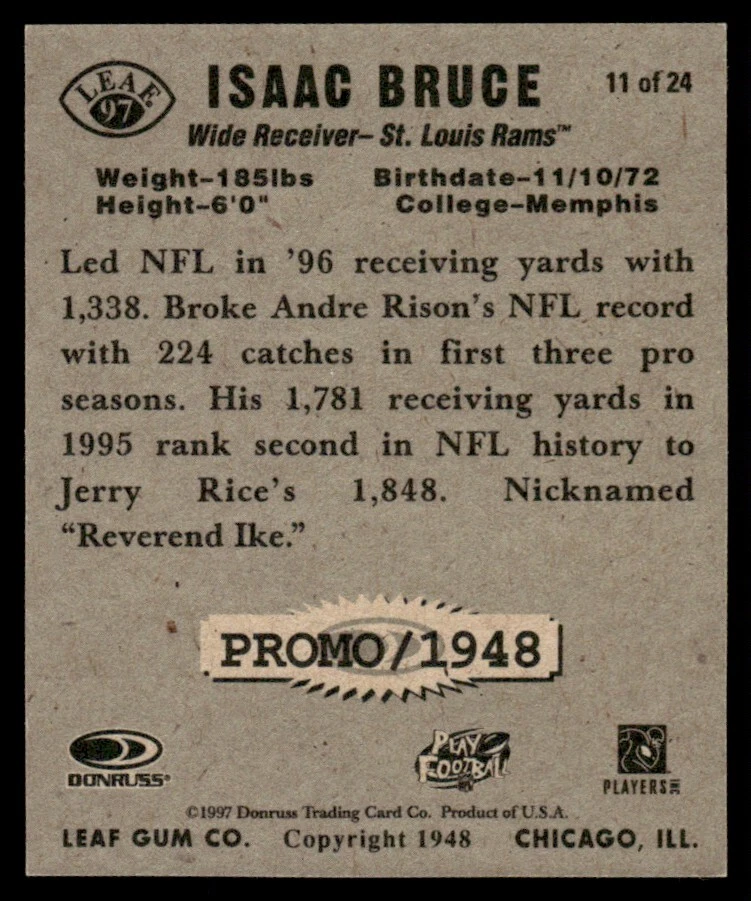 LEAF
97
ISAAC BRUCE
11 of 24
Wide Receiver–St. Louis Rams™
Weight–185lbs
Birthdate–11/10/72
Height–6'0"
College–Memphis
Led NFL in ’96 receiving yards with
1,338. Broke Andre Rison’s NFL record
with 224 catches in first three pro
seasons. His 1,781 receiving yards in
1995 rank second in NFL history to
Jerry Rice’s 1,848. Nicknamed
“Reverend Ike.”
PROMO/1948
DONRUSS®
PLAY
FOOTBALL
PLAYERS INC
©1997 Donruss Trading Card Co. Product of U.S.A.
LEAF GUM CO. Copyright 1948 CHICAGO, ILL.